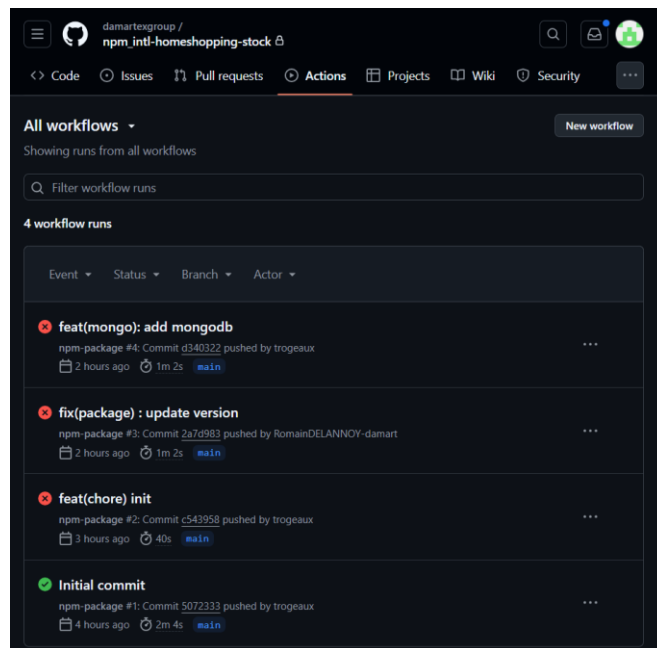 damartexgroup /
npm_intl-homeshopping-stock
<> Code Issues Pull requests Actions Projects Wiki Security ...
All workflows
New workflow
Showing runs from all workflows
Filter workflow runs
4 workflow runs
Event Status Branch Actor
feat(mongo): add mongodb
npm-package #4: Commit d340322 pushed by trogeaux
2 hours ago 1m 2s main
fix(package) : update version
npm-package #3: Commit 2a7d983 pushed by RomainDELANNOY-damart
2 hours ago 1m 2s main
feat(chore) init
npm-package #2: Commit c543958 pushed by trogeaux
3 hours ago 40s main
Initial commit
npm-package #1: Commit 5072333 pushed by trogeaux
4 hours ago 2m 4s main